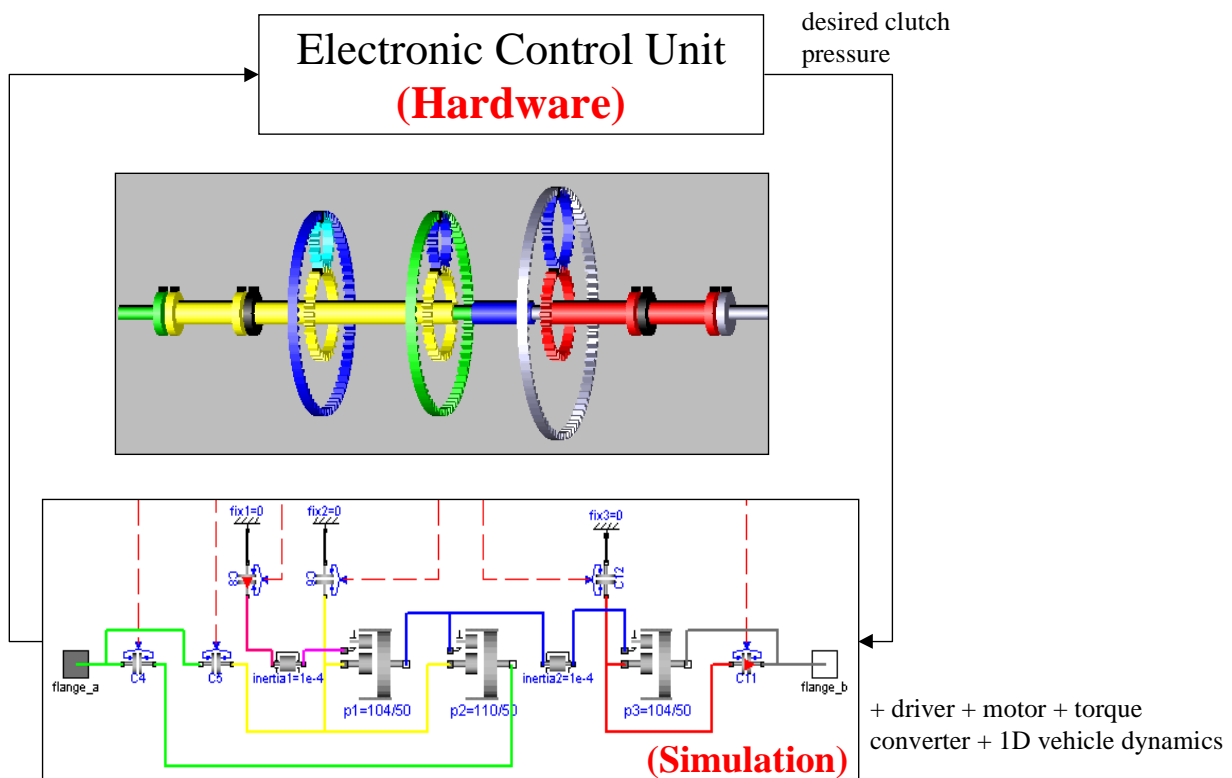 desired clutch
pressure
Electronic Control Unit
(Hardware)
fix1=0
fix2=0
fix3=0
C8
C6
C12
C4
C5
C11
flange_a
inertia1=1e-4
inertia2=1e-4
flange_b
p1=104/50
p2=110/50
p3=104/50
(Simulation)
+ driver + motor + torque
converter + 1D vehicle dynamics